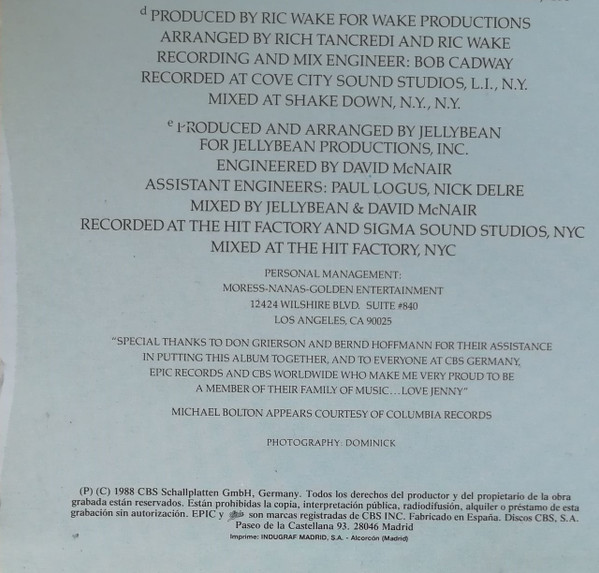 d PRODUCED BY RIC WAKE FOR WAKE PRODUCTIONS
ARRANGED BY RICH TANCREDI AND RIC WAKE
RECORDING AND MIX ENGINEER: BOB CADWAY
RECORDED AT COVE CITY SOUND STUDIOS, L.I., N.Y.
MIXED AT SHAKE DOWN, N.Y., N.Y.
e PRODUCED AND ARRANGED BY JELLYBEAN
FOR JELLYBEAN PRODUCTIONS, INC.
ENGINEERED BY DAVID McNAIR
ASSISTANT ENGINEERS: PAUL LOGUS, NICK DELRE
MIXED BY JELLYBEAN & DAVID McNAIR
RECORDED AT THE HIT FACTORY AND SIGMA SOUND STUDIOS, NYC
MIXED AT THE HIT FACTORY, NYC
PERSONAL MANAGEMENT:
MORESS-NANAS-GOLDEN ENTERTAINMENT
12424 WILSHIRE BLVD. SUITE #840
LOS ANGELES, CA 90025
"SPECIAL THANKS TO DON GRIERSON AND BERND HOFFMANN FOR THEIR ASSISTANCE
IN PUTTING THIS ALBUM TOGETHER, AND TO EVERYONE AT CBS GERMANY,
EPIC RECORDS AND CBS WORLDWIDE WHO MAKE ME VERY PROUD TO BE
A MEMBER OF THEIR FAMILY OF MUSIC...LOVE JENNY"
MICHAEL BOLTON APPEARS COURTESY OF COLUMBIA RECORDS
PHOTOGRAPHY: DOMINICK
(P) (C) 1988 CBS Schallplatten GmbH, Germany. Todos los derechos del productor y del propietario de la obra
grabada están reservados. Están prohibidas la copia, interpretación pública, radiodifusión, alquiler o préstamo de esta
grabación sin autorización. EPIC y son marcas registradas de CBS INC. Fabricado en España. Discos CBS, S.A.
Paseo de la Castellana 93. 28046 Madrid
Imprime: INDUGRAF MADRID, S.A. - Alcorcón (Madrid)